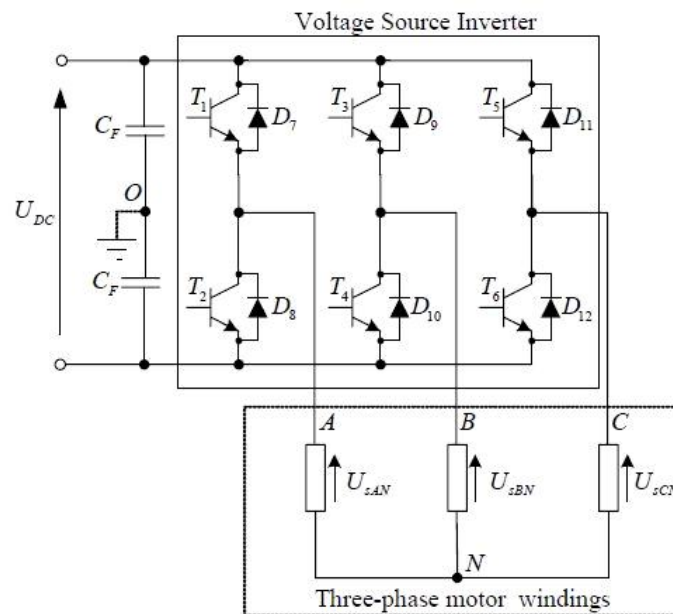 Voltage Source Inverter
T1 D7 T3 D9 T5 D11
CF
O
UDC
CF
T2 D8 T4 D10 T6 D12
A B C
UsAN UsBN UsCN
N
Three-phase motor windings